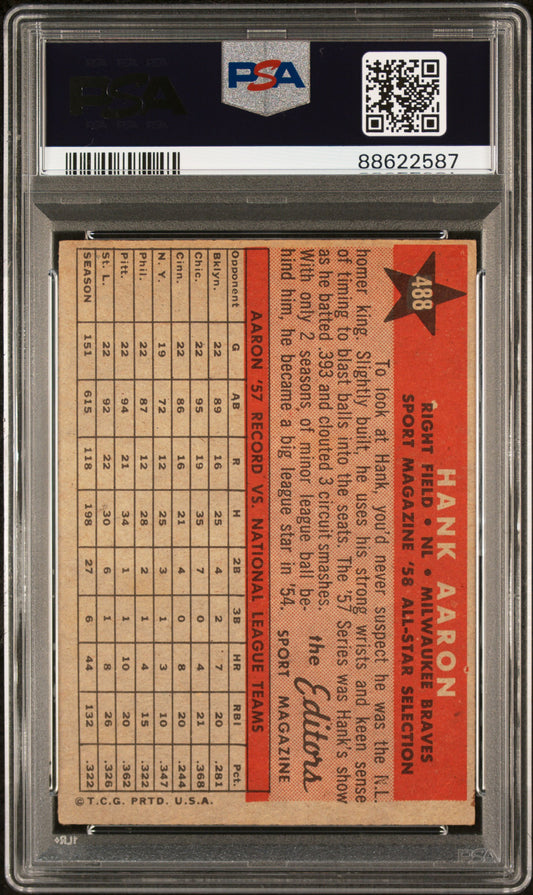 PSA
PSA
88622587
488
HANK AARON
RIGHT FIELD • NL • MILWAUKEE BRAVES
SPORT MAGAZINE '58 ALL-STAR SELECTION
To look at Hank, you'd never suspect he was the N.L.
homer king. Slightly built, he uses his strong wrists and keen sense
of timing to blast balls into the seats. The '57 Series was Hank's show
as he batted .393 and clouted 3 circuit smashes.
With only 2 seasons of minor league ball be-
hind him, he became a big league star in '54.
the Editors
SPORT MAGAZINE
AARON '57 RECORD VS. NATIONAL LEAGUE TEAMS
Opponent G AB R H 2B 3B HR RBI Pct.
Bklyn. 22 89 16 25 4 2 7 20 .281
Chic. 22 95 19 35 7 0 4 21 .368
Cinn. 22 86 16 21 4 0 8 20 .244
N. Y. 19 72 12 25 3 1 3 10 .347
Phil. 22 87 12 28 2 1 4 15 .322
Pitt. 22 94 21 34 1 1 10 20 .362
St. L. 22 92 22 30 6 1 8 26 .326
SEASON 151 615 118 198 27 6 44 132 .322
© T.C.G. PRTD. U.S.A.
PSA